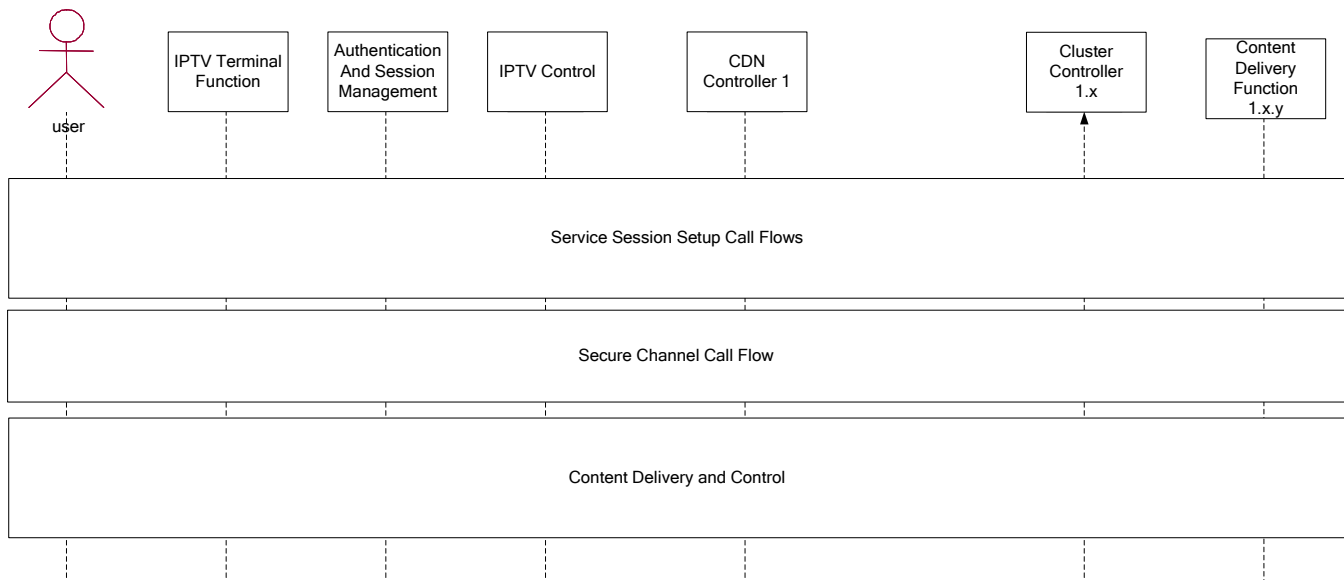 user
IPTV Terminal
Function
Authentication
And Session
Management
IPTV Control
CDN
Controller 1
Cluster
Controller
1.x
Content
Delivery
Function
1.x.y
Service Session Setup Call Flows
Secure Channel Call Flow
Content Delivery and Control